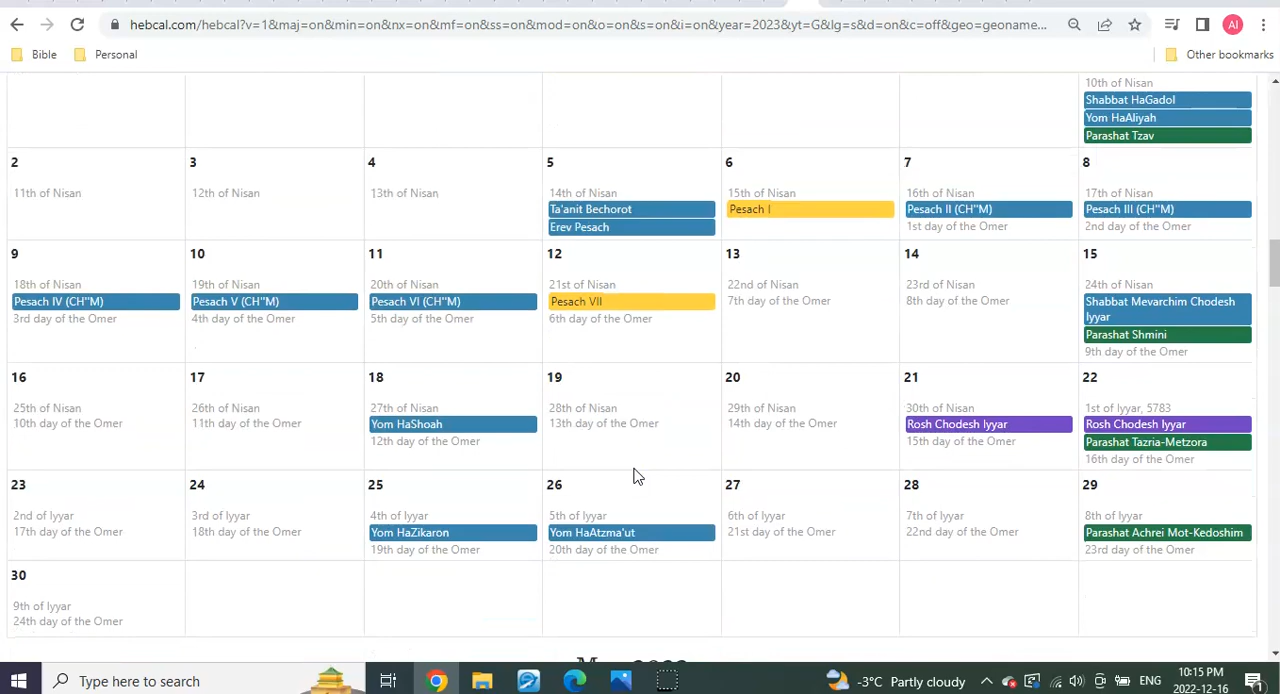 hebcal.com/hebcal?v=1&maj=on&min=on&nx=on&mf=on&ss=on&mod=on&o=on&s=on&i=on&year=2023&yt=G&lg=s&d=on&c=off&geo=geoname...
AI
Bible
Personal
Other bookmarks
10th of Nisan
Shabbat HaGadol
Yom HaAliyah
Parashat Tzav
2
11th of Nisan
3
12th of Nisan
4
13th of Nisan
5
14th of Nisan
Ta'anit Bechorot
Erev Pesach
6
15th of Nisan
Pesach I
7
16th of Nisan
Pesach II (CH"M)
1st day of the Omer
8
17th of Nisan
Pesach III (CH"M)
2nd day of the Omer
9
18th of Nisan
Pesach IV (CH"M)
3rd day of the Omer
10
19th of Nisan
Pesach V (CH"M)
4th day of the Omer
11
20th of Nisan
Pesach VI (CH"M)
5th day of the Omer
12
21st of Nisan
Pesach VII
6th day of the Omer
13
22nd of Nisan
7th day of the Omer
14
23rd of Nisan
8th day of the Omer
15
24th of Nisan
Shabbat Mevarchim Chodesh
Iyyar
Parashat Shmini
9th day of the Omer
16
25th of Nisan
10th day of the Omer
17
26th of Nisan
11th day of the Omer
18
27th of Nisan
Yom HaShoah
12th day of the Omer
19
28th of Nisan
13th day of the Omer
20
29th of Nisan
14th day of the Omer
21
30th of Nisan
Rosh Chodesh Iyyar
15th day of the Omer
22
1st of Iyyar, 5783
Rosh Chodesh Iyyar
Parashat Tazria-Metzora
16th day of the Omer
23
2nd of Iyyar
17th day of the Omer
24
3rd of Iyyar
18th day of the Omer
25
4th of Iyyar
Yom HaZikaron
19th day of the Omer
26
5th of Iyyar
Yom HaAtzma'ut
20th day of the Omer
27
6th of Iyyar
21st day of the Omer
28
7th of Iyyar
22nd day of the Omer
29
8th of Iyyar
Parashat Achrei Mot-Kedoshim
23rd day of the Omer
30
9th of Iyyar
24th day of the Omer
Type here to search
-3°C Partly cloudy
ENG
10:15 PM
2022-12-16
1